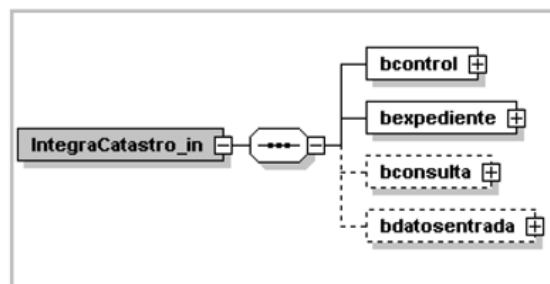 bcontrol
bexpediente
IntegraCatastro_in
bconsulta
bdatosentrada